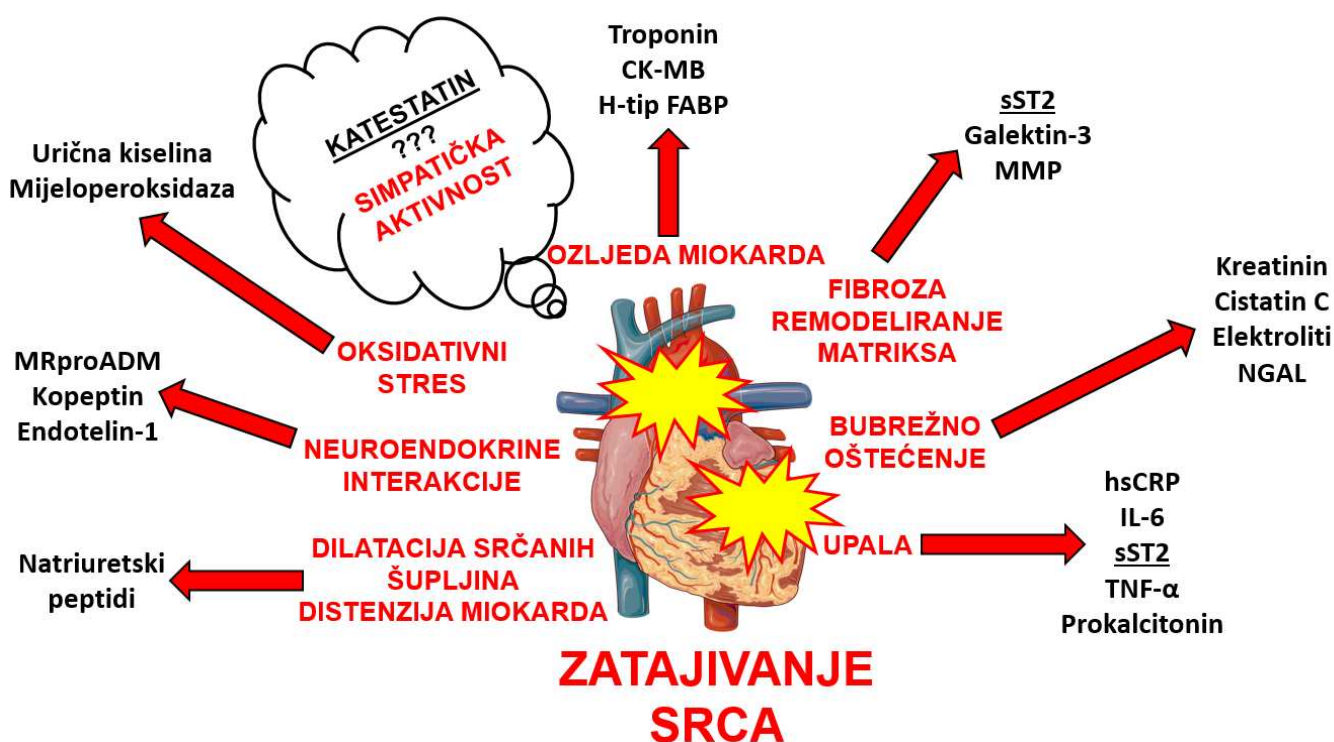 KATESTATIN
???
SIMPATIČKA
AKTIVNOST
Troponin
CK-MB
H-tip FABP
sST2
Galektin-3
MMP
Urična kiselina
Mijeloperoksidaza
OZLJEDA MIOKARDA
FIBROZA
REMODELIRANJE
MATRIKSA
Kreatinin
Cistatin C
Elektroliti
NGAL
OKSIDATIVNI
STRES
MRproADM
Kopeptin
Endotelin-1
NEUROENDOKRINE
INTERAKCIJE
BUBREŽNO
OŠTEĆENJE
hsCRP
IL-6
sST2
TNF-α
Prokalcitonin
UPALA
DILATACIJA SRČANIH
ŠUPLJINA
DISTENZIJA MIOKARDA
Natriuretski
peptidi
ZATAJIVANJE
SRCA